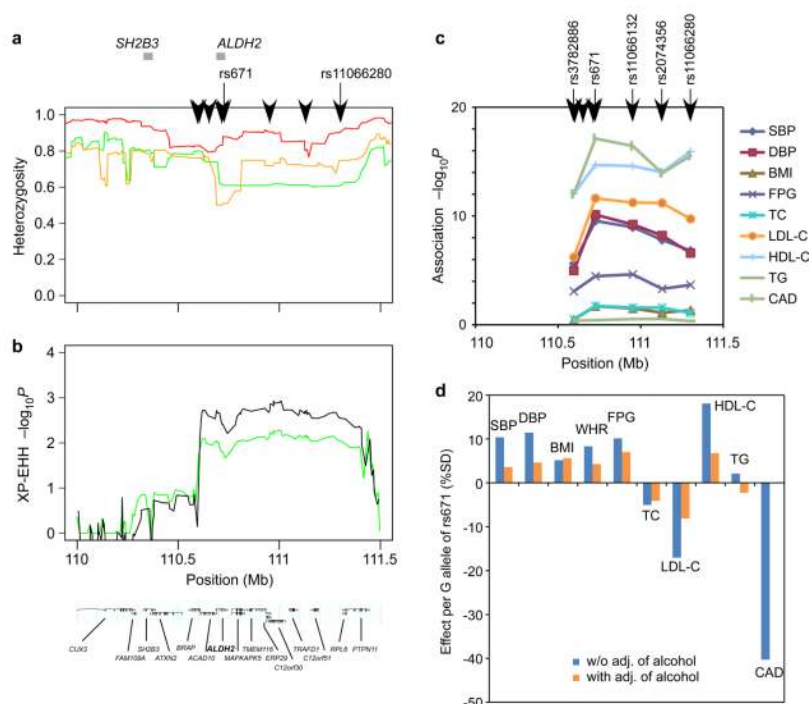 a
SH2B3 ALDH2
rs671 rs11066280
1.0
0.8
0.6
0.4
0.2
0.0
Heterozygosity
b
4
3
2
1
0
XP-EHH –log10P
110 110.5 111 111.5
Position (Mb)
CUX2
FAM109A
SH2B3
ATXN2
BRAP
ACAD10
ALDH2
MAPKAPK5
TMEM116
ERP29
C12orf30
TRAFD1
C12orf51
RPL6
PTPN11
c
rs3782886
rs671
rs11066132
rs2074356
rs11066280
20
10
0
Association –log10P
110 110.5 111 111.5
Position (Mb)
SBP
DBP
BMI
FPG
TC
LDL-C
HDL-C
TG
CAD
d
20
10
0
-10
-20
-30
-40
-50
Effect per G allele of rs671 (%SD)
SBP
DBP
BMI
WHR
FPG
TC
LDL-C
HDL-C
TG
CAD
w/o adj. of alcohol
with adj. of alcohol